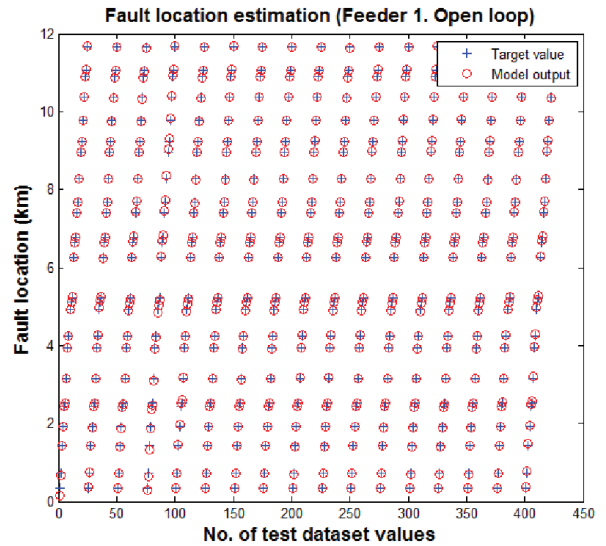 Fault location estimation (Feeder 1. Open loop)
12
10
8
6
4
2
0
Fault location (km)
Target value
Model output
0 50 100 150 200 250 300 350 400 450
No. of test dataset values